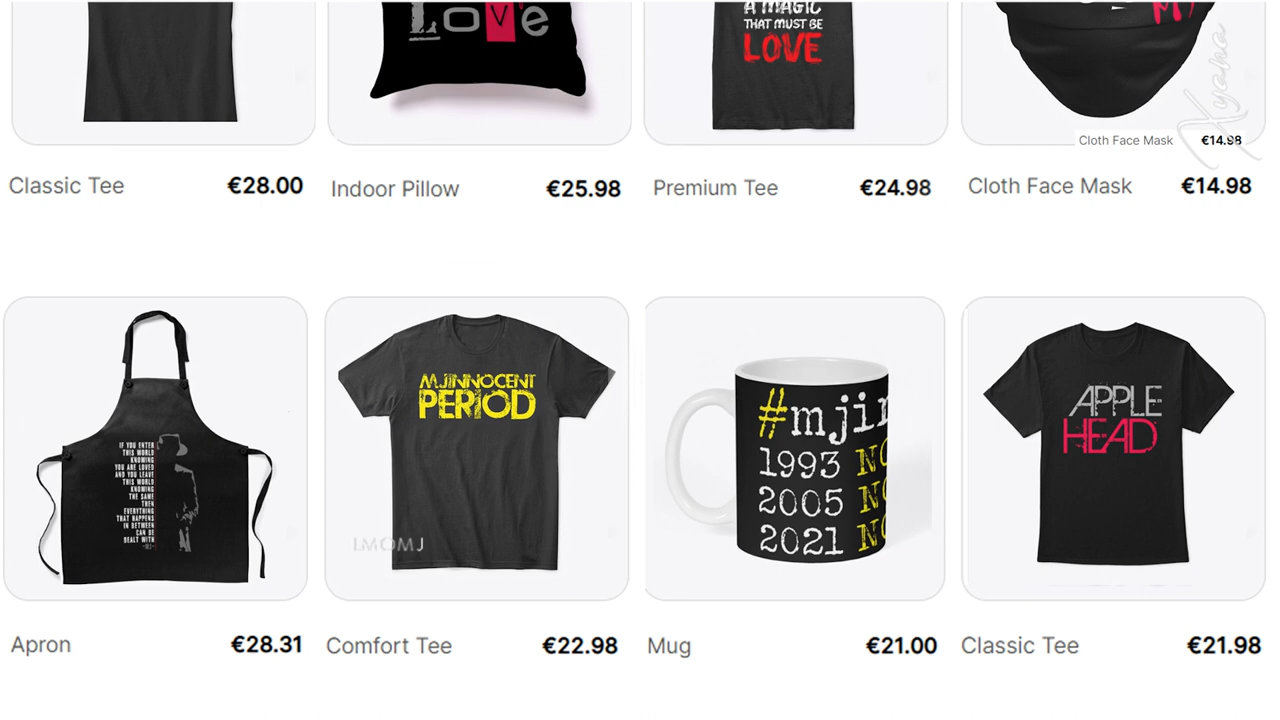 Love
A MAGIC
THAT MUST BE
LOVE
Cloth Face Mask €14.98
Xyana
Classic Tee €28.00
Indoor Pillow €25.98
Premium Tee €24.98
Cloth Face Mask €14.98
IF YOU ENTER
THIS WORLD
KNOWING
YOU ARE LOVED
AND YOU LEAVE
THIS WORLD
KNOWING
THE SAME
THEN
EVERYTHING
THAT HAPPENS
IN BETWEEN
CAN BE
DEALT WITH
-MJ-
MJINNOCENT
PERIOD
I.MOMJ
#mjin
1993 NO
2005 NO
2021 NO
APPLE
HEAD
Apron €28.31
Comfort Tee €22.98
Mug €21.00
Classic Tee €21.98